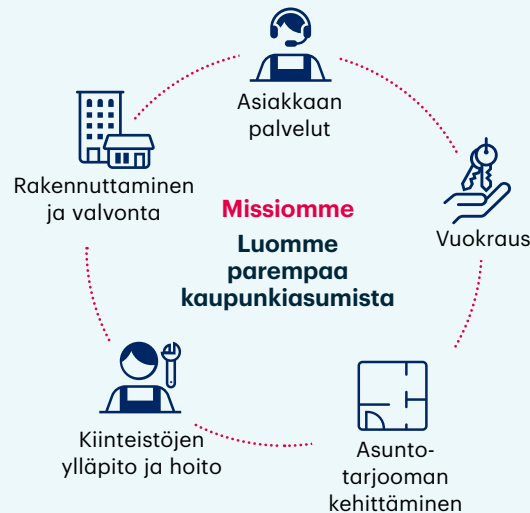 Asiakkaan
palvelut
Rakennuttaminen
ja valvonta
Missiomme
Luomme
parempaa
kaupunkiasumista
Vuokraus
Kiinteistöjen
ylläpito ja hoito
Asunto-
tarjooman
kehittäminen